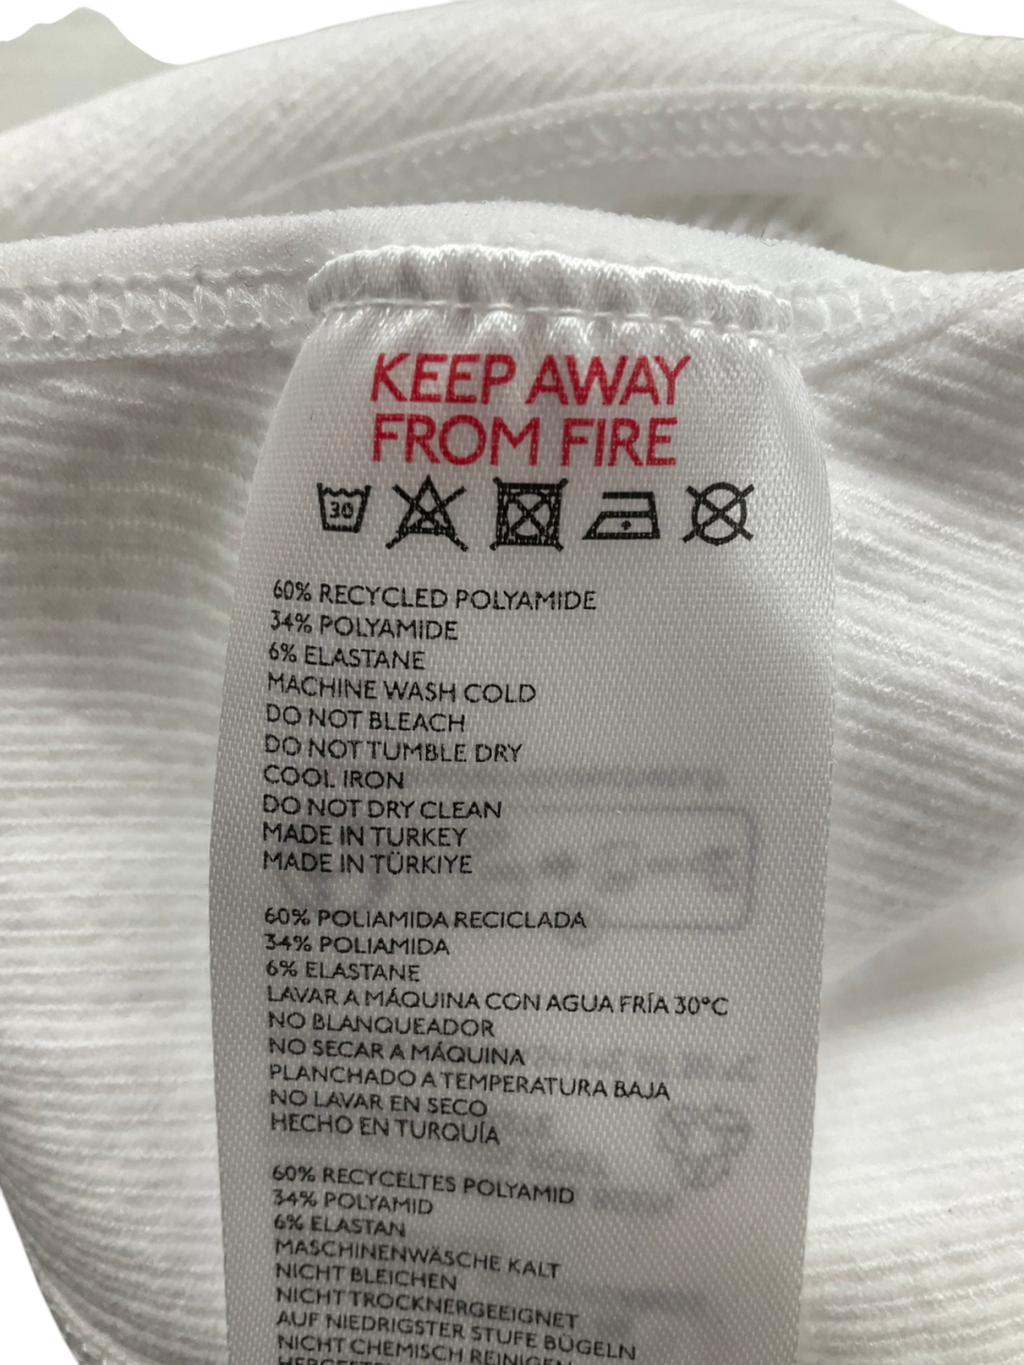 KEEP AWAY
FROM FIRE
30
60% RECYCLED POLYAMIDE
34% POLYAMIDE
6% ELASTANE
MACHINE WASH COLD
DO NOT BLEACH
DO NOT TUMBLE DRY
COOL IRON
DO NOT DRY CLEAN
MADE IN TURKEY
MADE IN TÜRKIYE
60% POLIAMIDA RECICLADA
34% POLIAMIDA
6% ELASTANE
LAVAR A MÁQUINA CON AGUA FRÍA 30°C
NO BLANQUEADOR
NO SECAR A MÁQUINA
PLANCHADO A TEMPERATURA BAJA
NO LAVAR EN SECO
HECHO EN TURQUÍA
60% RECYCELTES POLYAMID
34% POLYAMID
6% ELASTAN
MASCHINENWÄSCHE KALT
NICHT BLEICHEN
NICHT TROCKNERGEEIGNET
AUF NIEDRIGSTER STUFE BÜGELN
NICHT CHEMISCH REINIGEN